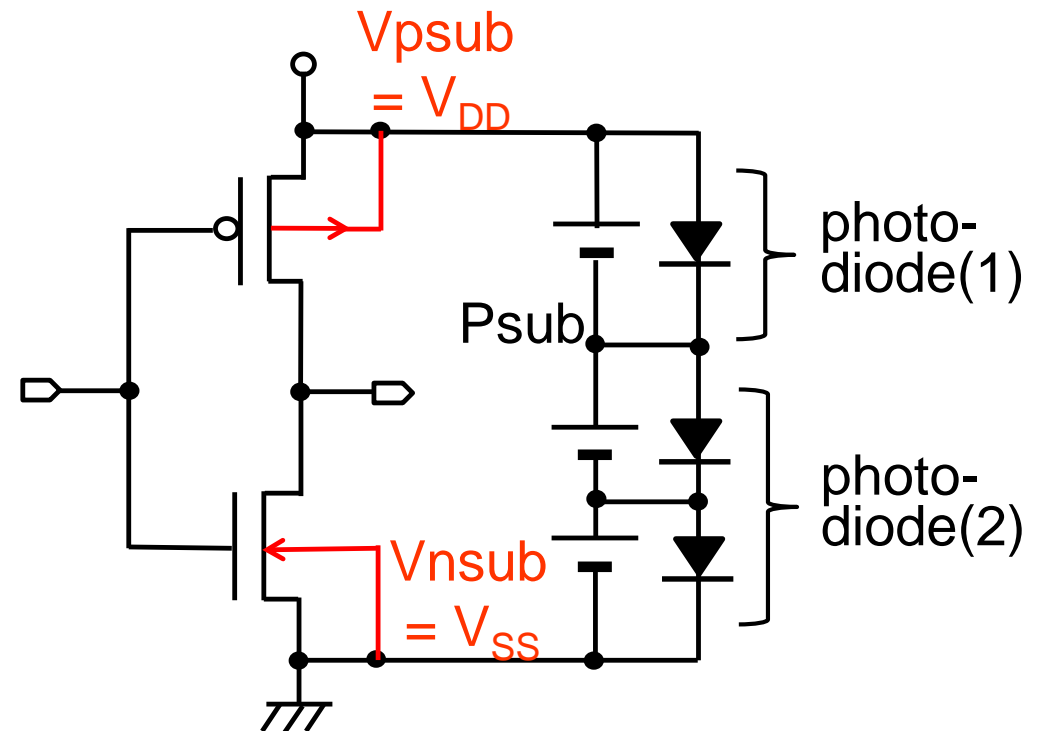 Vpsub
= VDD
photo-
diode(1)
Psub
photo-
diode(2)
Vnsub
= VSS